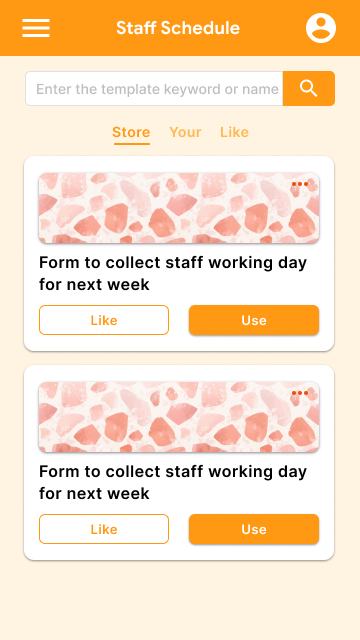 Staff Schedule
Enter the template keyword or name
Store Your Like
Form to collect staff working day
for next week
Like Use
Form to collect staff working day
for next week
Like Use